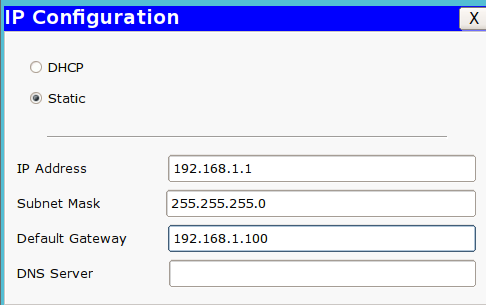 IP Configuration X
DHCP
Static
IP Address 192.168.1.1
Subnet Mask 255.255.255.0
Default Gateway 192.168.1.100
DNS Server